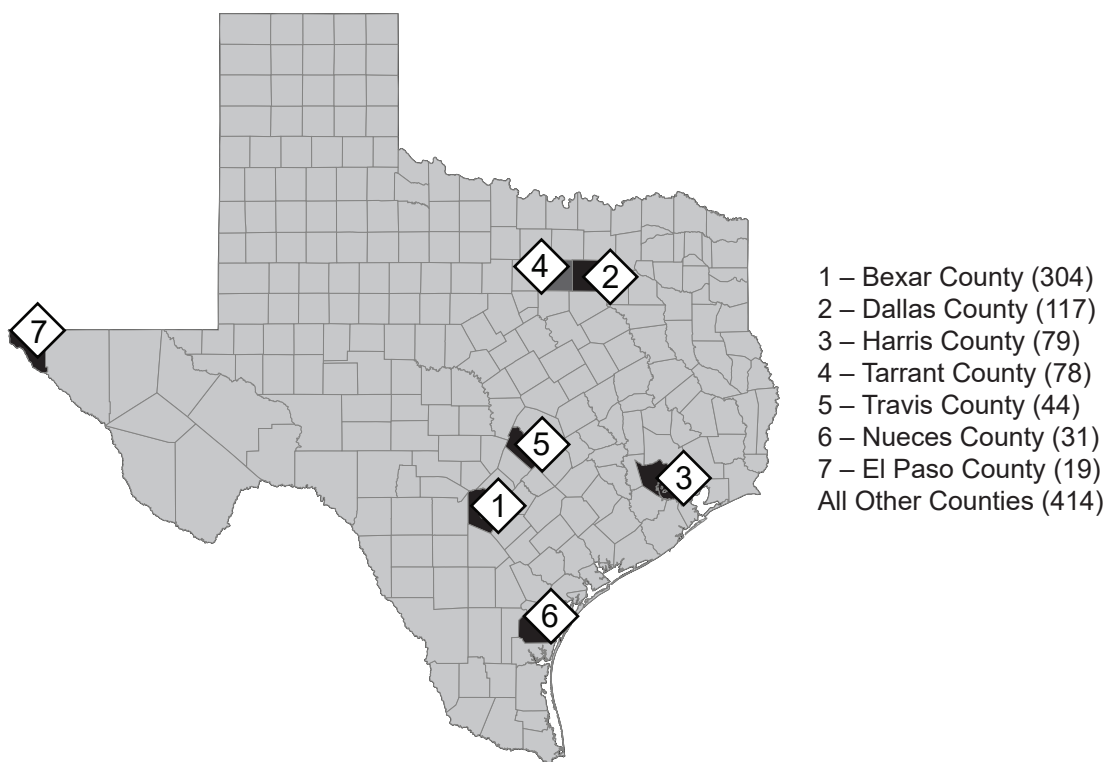 4
2
7
5
3
1
6
1 – Bexar County (304)
2 – Dallas County (117)
3 – Harris County (79)
4 – Tarrant County (78)
5 – Travis County (44)
6 – Nueces County (31)
7 – El Paso County (19)
All Other Counties (414)